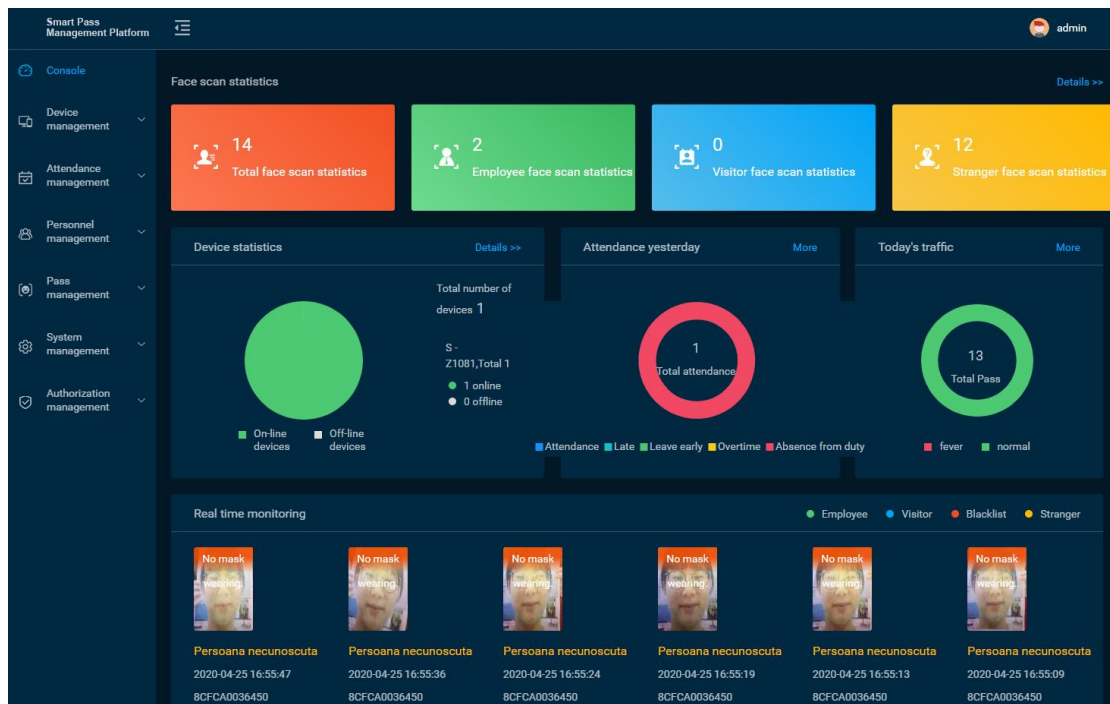 Smart Pass
Management Platform
admin
Console
Device
management
Attendance
management
Personnel
management
Pass
management
System
management
Authorization
management
Face scan statistics
Details >>
14
Total face scan statistics
2
Employee face scan statistics
0
Visitor face scan statistics
12
Stranger face scan statistics
Device statistics
Details >>
Total number of
devices 1
S -
Z1081,Total 1
1 online
0 offline
On-line
devices
Off-line
devices
Attendance yesterday
More
1
Total attendance
Attendance Late Leave early Overtime Absence from duty
Today's traffic
More
13
Total Pass
fever normal
Real time monitoring
Employee Visitor Blacklist Stranger
No mask
wearing.
Persoana necunoscuta
2020-04-25 16:55:47
8CFCA0036450
No mask
wearing.
Persoana necunoscuta
2020-04-25 16:55:36
8CFCA0036450
No mask
wearing.
Persoana necunoscuta
2020-04-25 16:55:24
8CFCA0036450
No mask
wearing.
Persoana necunoscuta
2020-04-25 16:55:19
8CFCA0036450
No mask
wearing.
Persoana necunoscuta
2020-04-25 16:55:13
8CFCA0036450
No mask
wearing.
Persoana necunoscuta
2020-04-25 16:55:09
8CFCA0036450